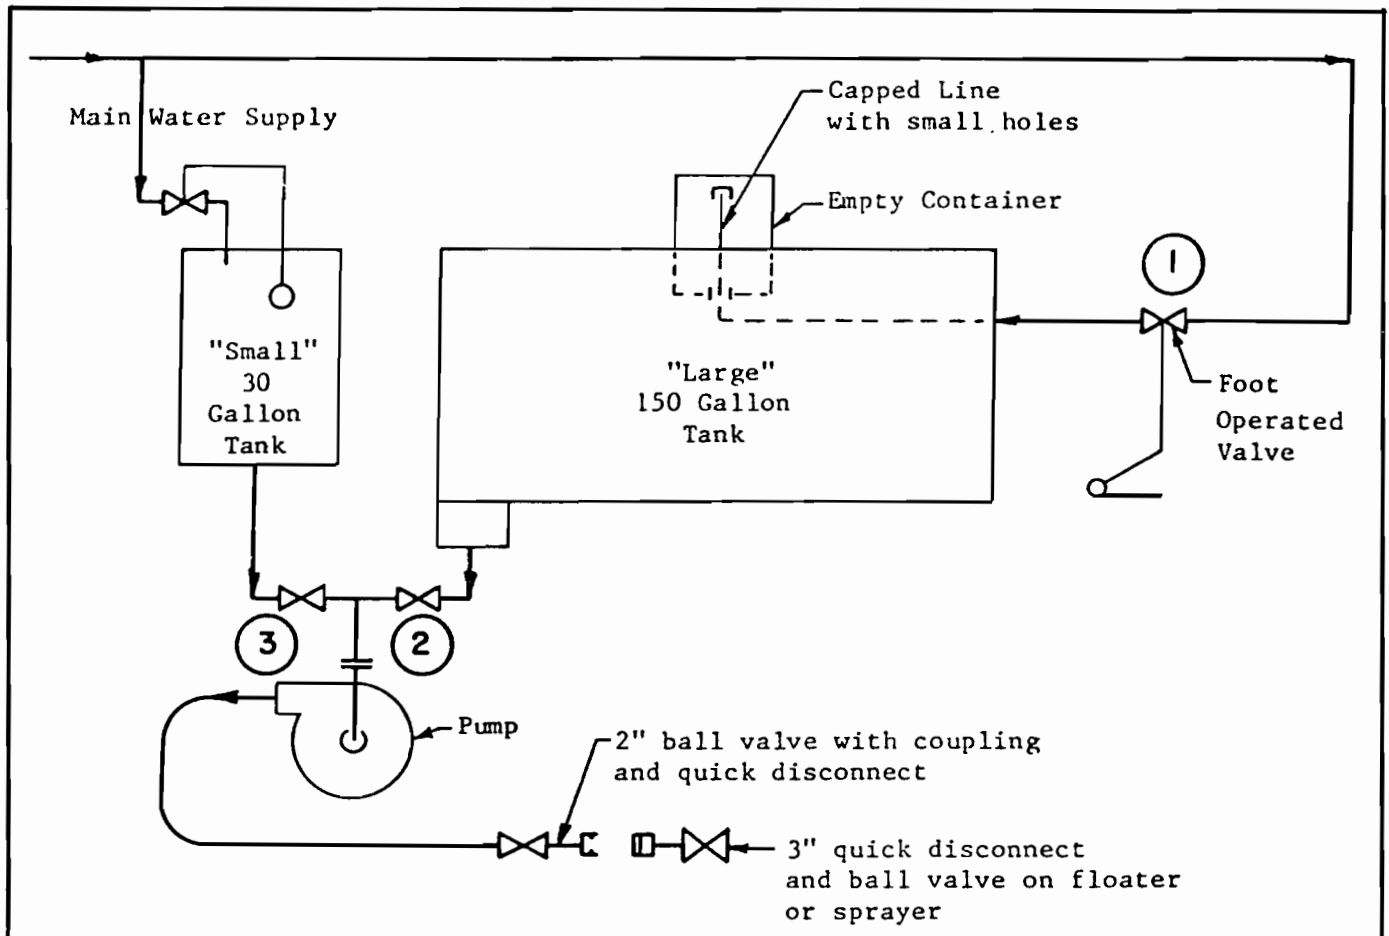 Main Water Supply
Capped Line
with small holes
Empty Container
1
"Small"
30
Gallon
Tank
"Large"
150 Gallon
Tank
Foot
Operated
Valve
3
2
Pump
2" ball valve with coupling
and quick disconnect
3" quick disconnect
and ball valve on floater
or sprayer